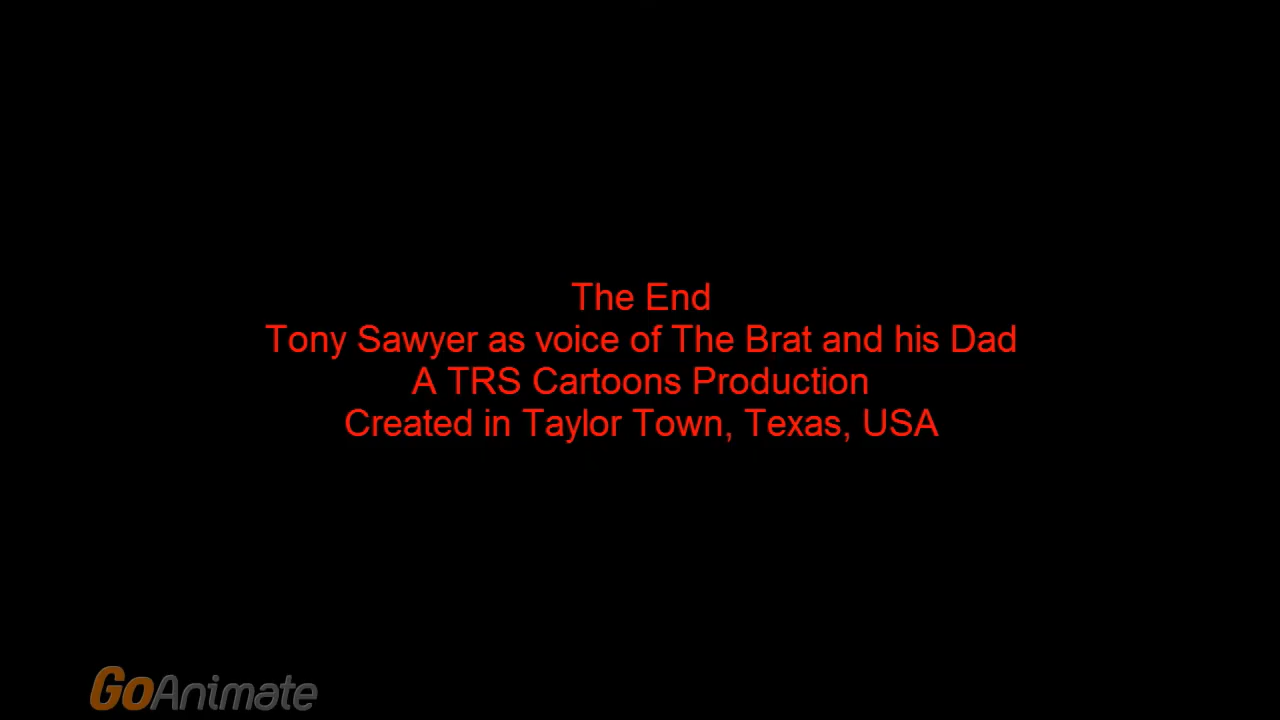 The End
Tony Sawyer as voice of The Brat and his Dad
A TRS Cartoons Production
Created in Taylor Town, Texas, USA
GoAnimate